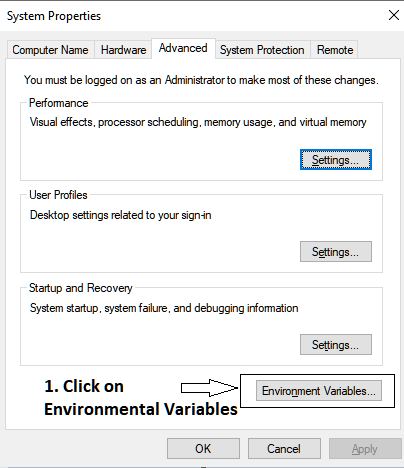 System Properties
Computer Name Hardware Advanced System Protection Remote
You must be logged on as an Administrator to make most of these changes.
Performance
Visual effects, processor scheduling, memory usage, and virtual memory
Settings...
User Profiles
Desktop settings related to your sign-in
Settings...
Startup and Recovery
System startup, system failure, and debugging information
Settings...
1. Click on
Environmental Variables
Environment Variables...
OK Cancel Apply